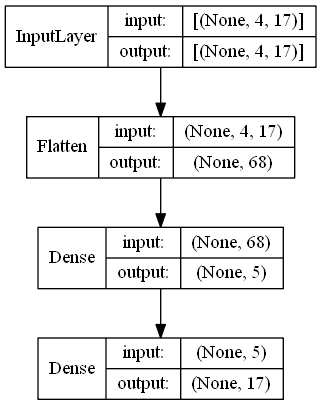 InputLayer
input: [(None, 4, 17)]
output: [(None, 4, 17)]
Flatten
input: (None, 4, 17)
output: (None, 68)
Dense
input: (None, 68)
output: (None, 5)
Dense
input: (None, 5)
output: (None, 17)